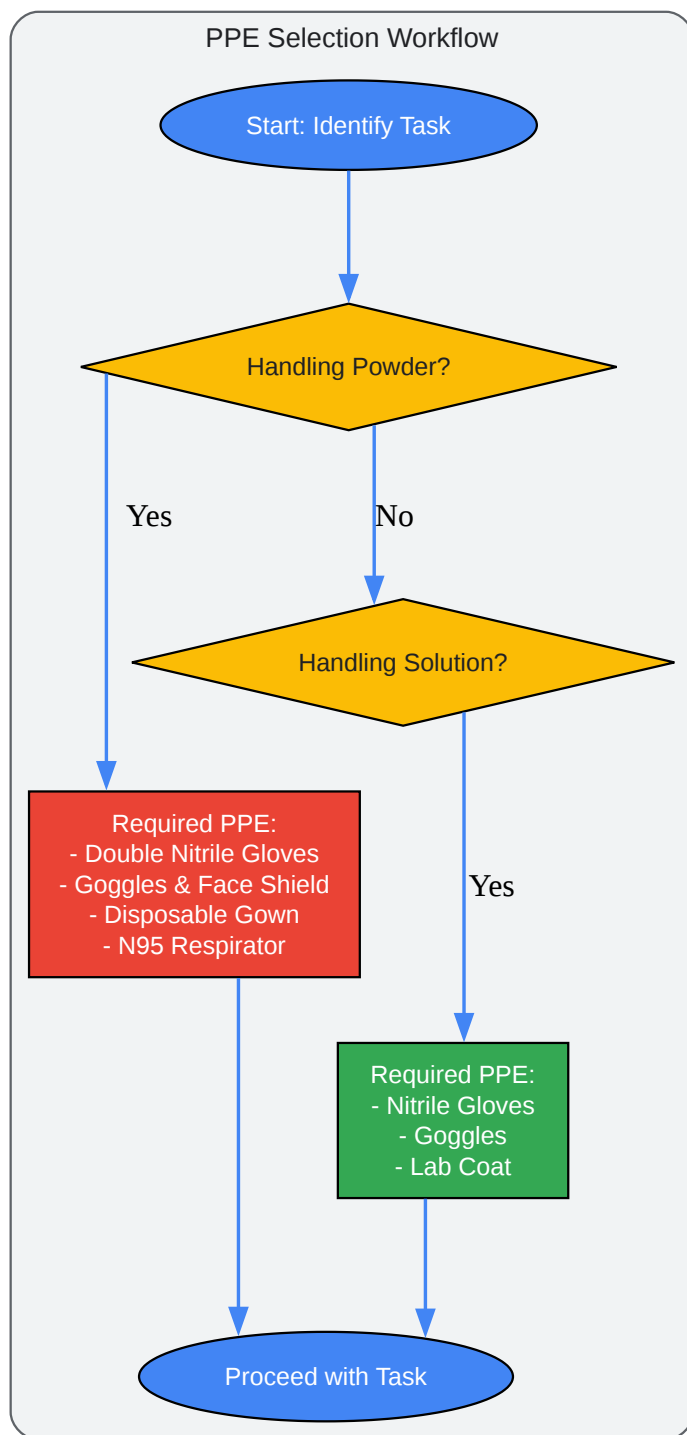 PPE Selection Workflow
Start: Identify Task
Handling Powder?
Yes
No
Handling Solution?
Required PPE:
- Double Nitrile Gloves
- Goggles & Face Shield
- Disposable Gown
- N95 Respirator
Yes
Required PPE:
- Nitrile Gloves
- Goggles
- Lab Coat
Proceed with Task